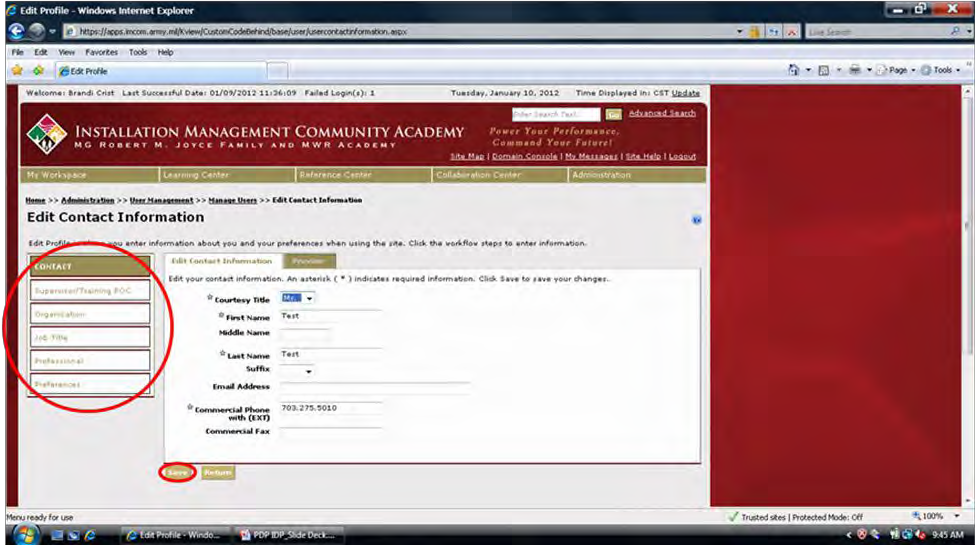 Edit Profile - Windows Internet Explorer
https://apps.imcom.army.mil/Kview/CustomCodeBehind/base/user/usercontactinformation.aspx
Live Search
File Edit View Favorites Tools Help
Edit Profile
Page Tools
Welcome: Brandi Crist Last Successful Date: 01/09/2012 11:36:09 Failed Login(s): 1 Tuesday, January 10, 2012 Time Displayed in: CST Update
Enter Search Text... Go Advanced Search
INSTALLATION MANAGEMENT COMMUNITY ACADEMY
MG ROBERT M. JOYCE FAMILY AND MWR ACADEMY
Power Your Performance,
Command Your Future!
Site Map | Domain Console | My Messages | Site Help | Logout
My Workspace Learning Center Reference Center Collaboration Center Administration
Home >> Administration >> User Management >> Manage Users >> Edit Contact Information
Edit Contact Information
Edit Profile you enter information about you and your preferences when using the site. Click the workflow steps to enter information.
CONTACT
Supervisor/Training POC
Organization
Job Title
Professional
Preferences
Edit Contact Information Preview
Edit your contact information. An asterisk ( * ) indicates required information. Click Save to save your changes.
* Courtesy Title Mr.
* First Name Test
Middle Name
* Last Name Test
Suffix
Email Address
* Commercial Phone with (EXT) 703.275.5010
Commercial Fax
Save Return
Menu ready for use
Trusted sites | Protected Mode: Off 100%
Edit Profile - Windo... PDP IDP_Slide Deck.... 9:45 AM